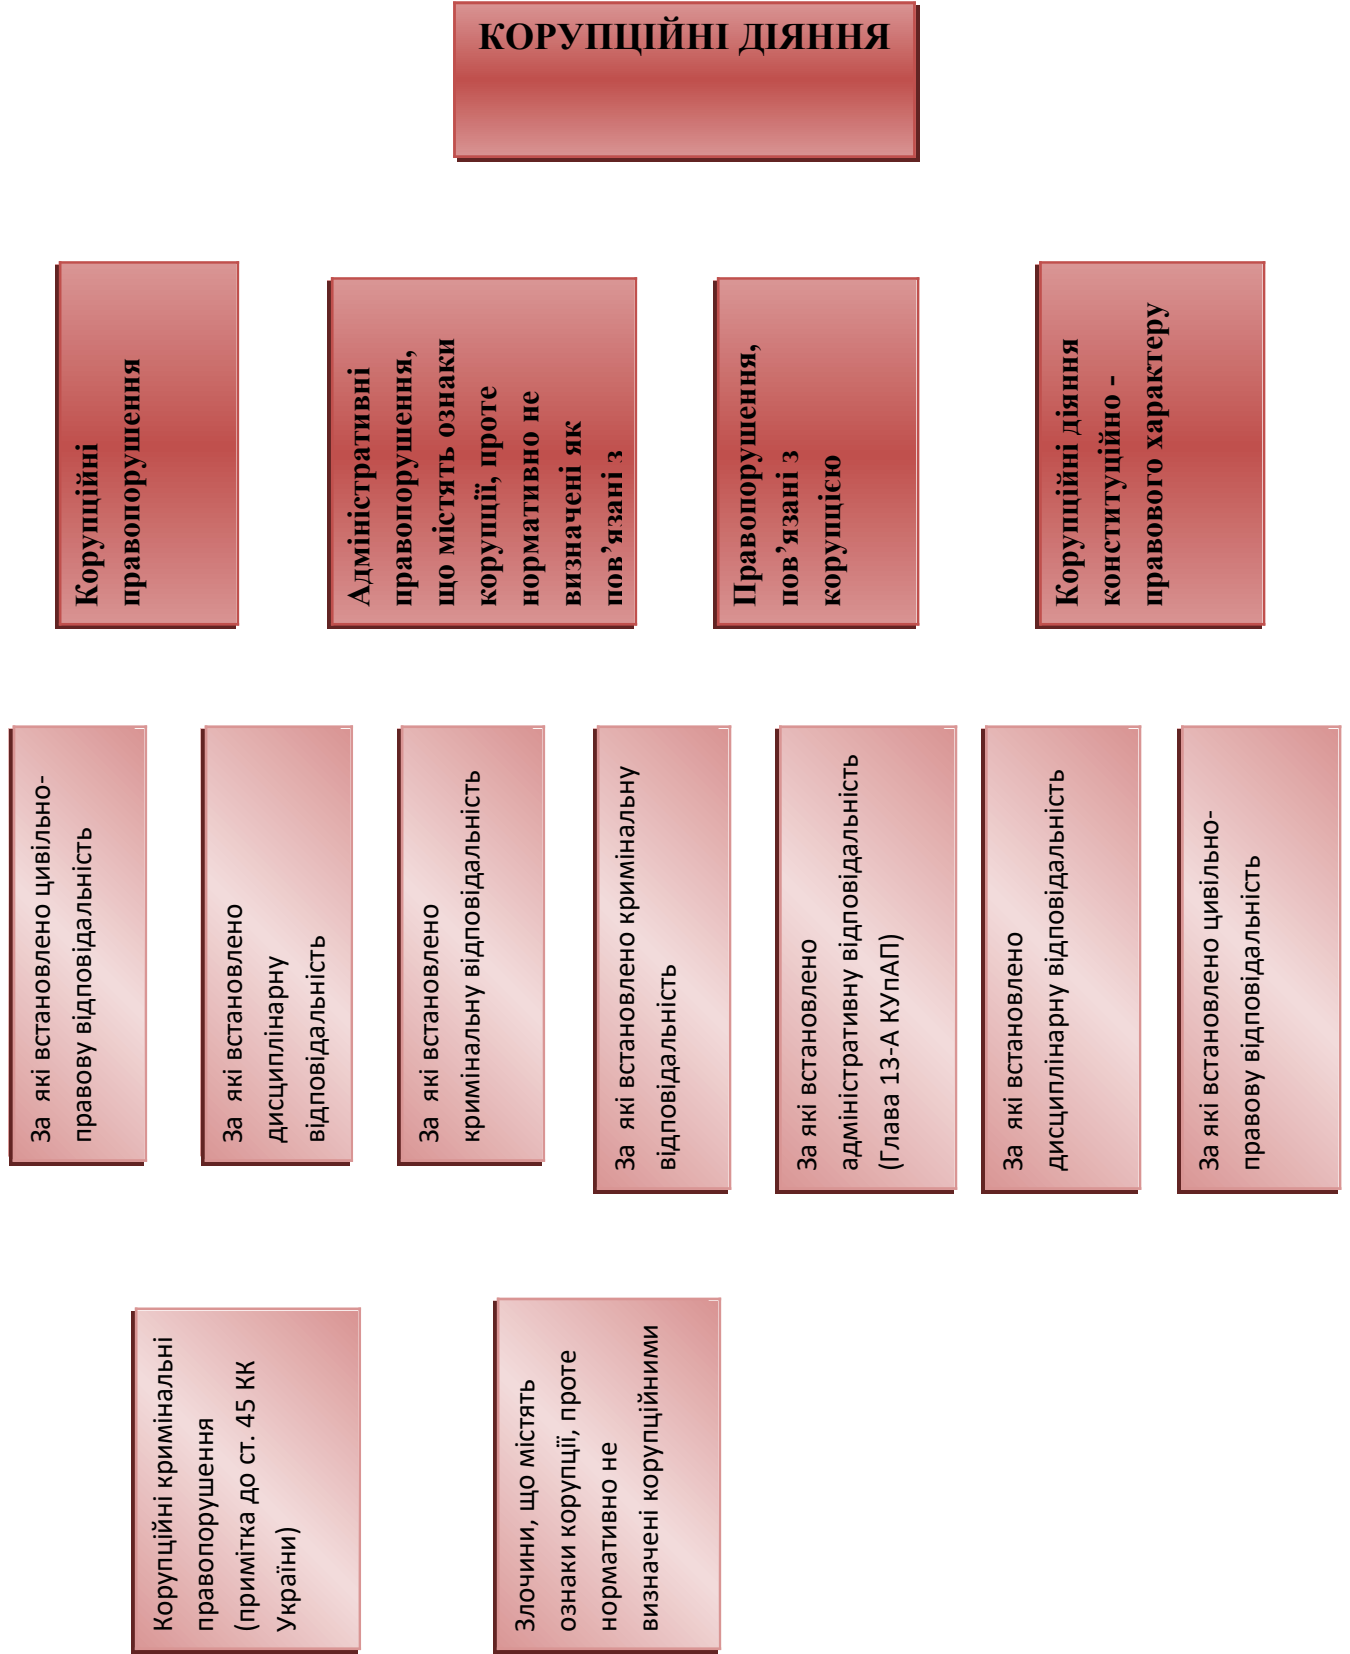 КОРУПЦІЙНІ ДІЯННЯ
Корупційні
правопорушення
Адміністративні
правопорушення,
що містять ознаки
корупції, проте
нормативно не
визначені як
пов’язані з
Правопорушення,
пов’язані з
корупцією
Корупційні діяння
конституційно -
правового характеру
За які встановлено цивільно-
правову відповідальність
За які встановлено
дисциплінарну
відповідальність
За які встановлено
кримінальну відповідальність
За які встановлено кримінальну
відповідальність
За які встановлено
адміністративну відповідальність
(Глава 13-А КУпАП)
За які встановлено
дисциплінарну відповідальність
За які встановлено цивільно-
правову відповідальність
Корупційні кримінальні
правопорушення
(примітка до ст. 45 КК
України)
Злочини, що містять
ознаки корупції, проте
нормативно не
визначені корупційними